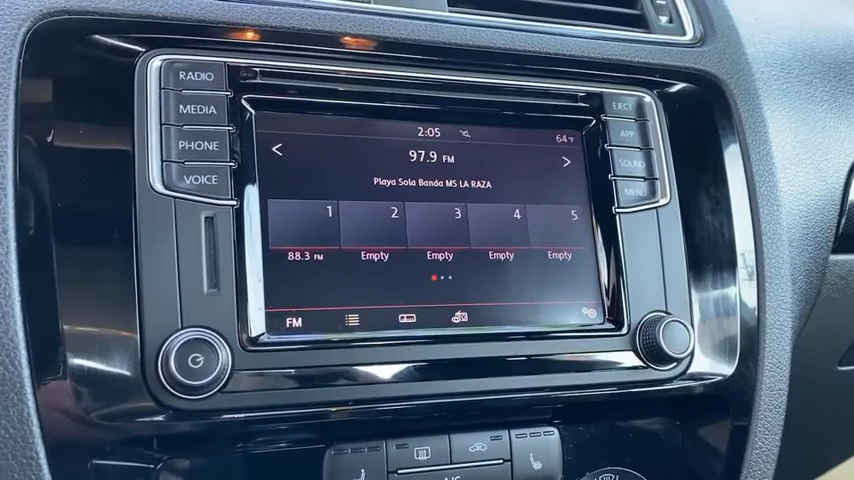 RADIO
MEDIA
PHONE
VOICE
EJECT
APP
SOUND
MENU
2:05
64°F
< 97.9 FM >
Playa Sola Banda MS LA RAZA
1 2 3 4 5
88.3 FM Empty Empty Empty Empty
FM
A/C